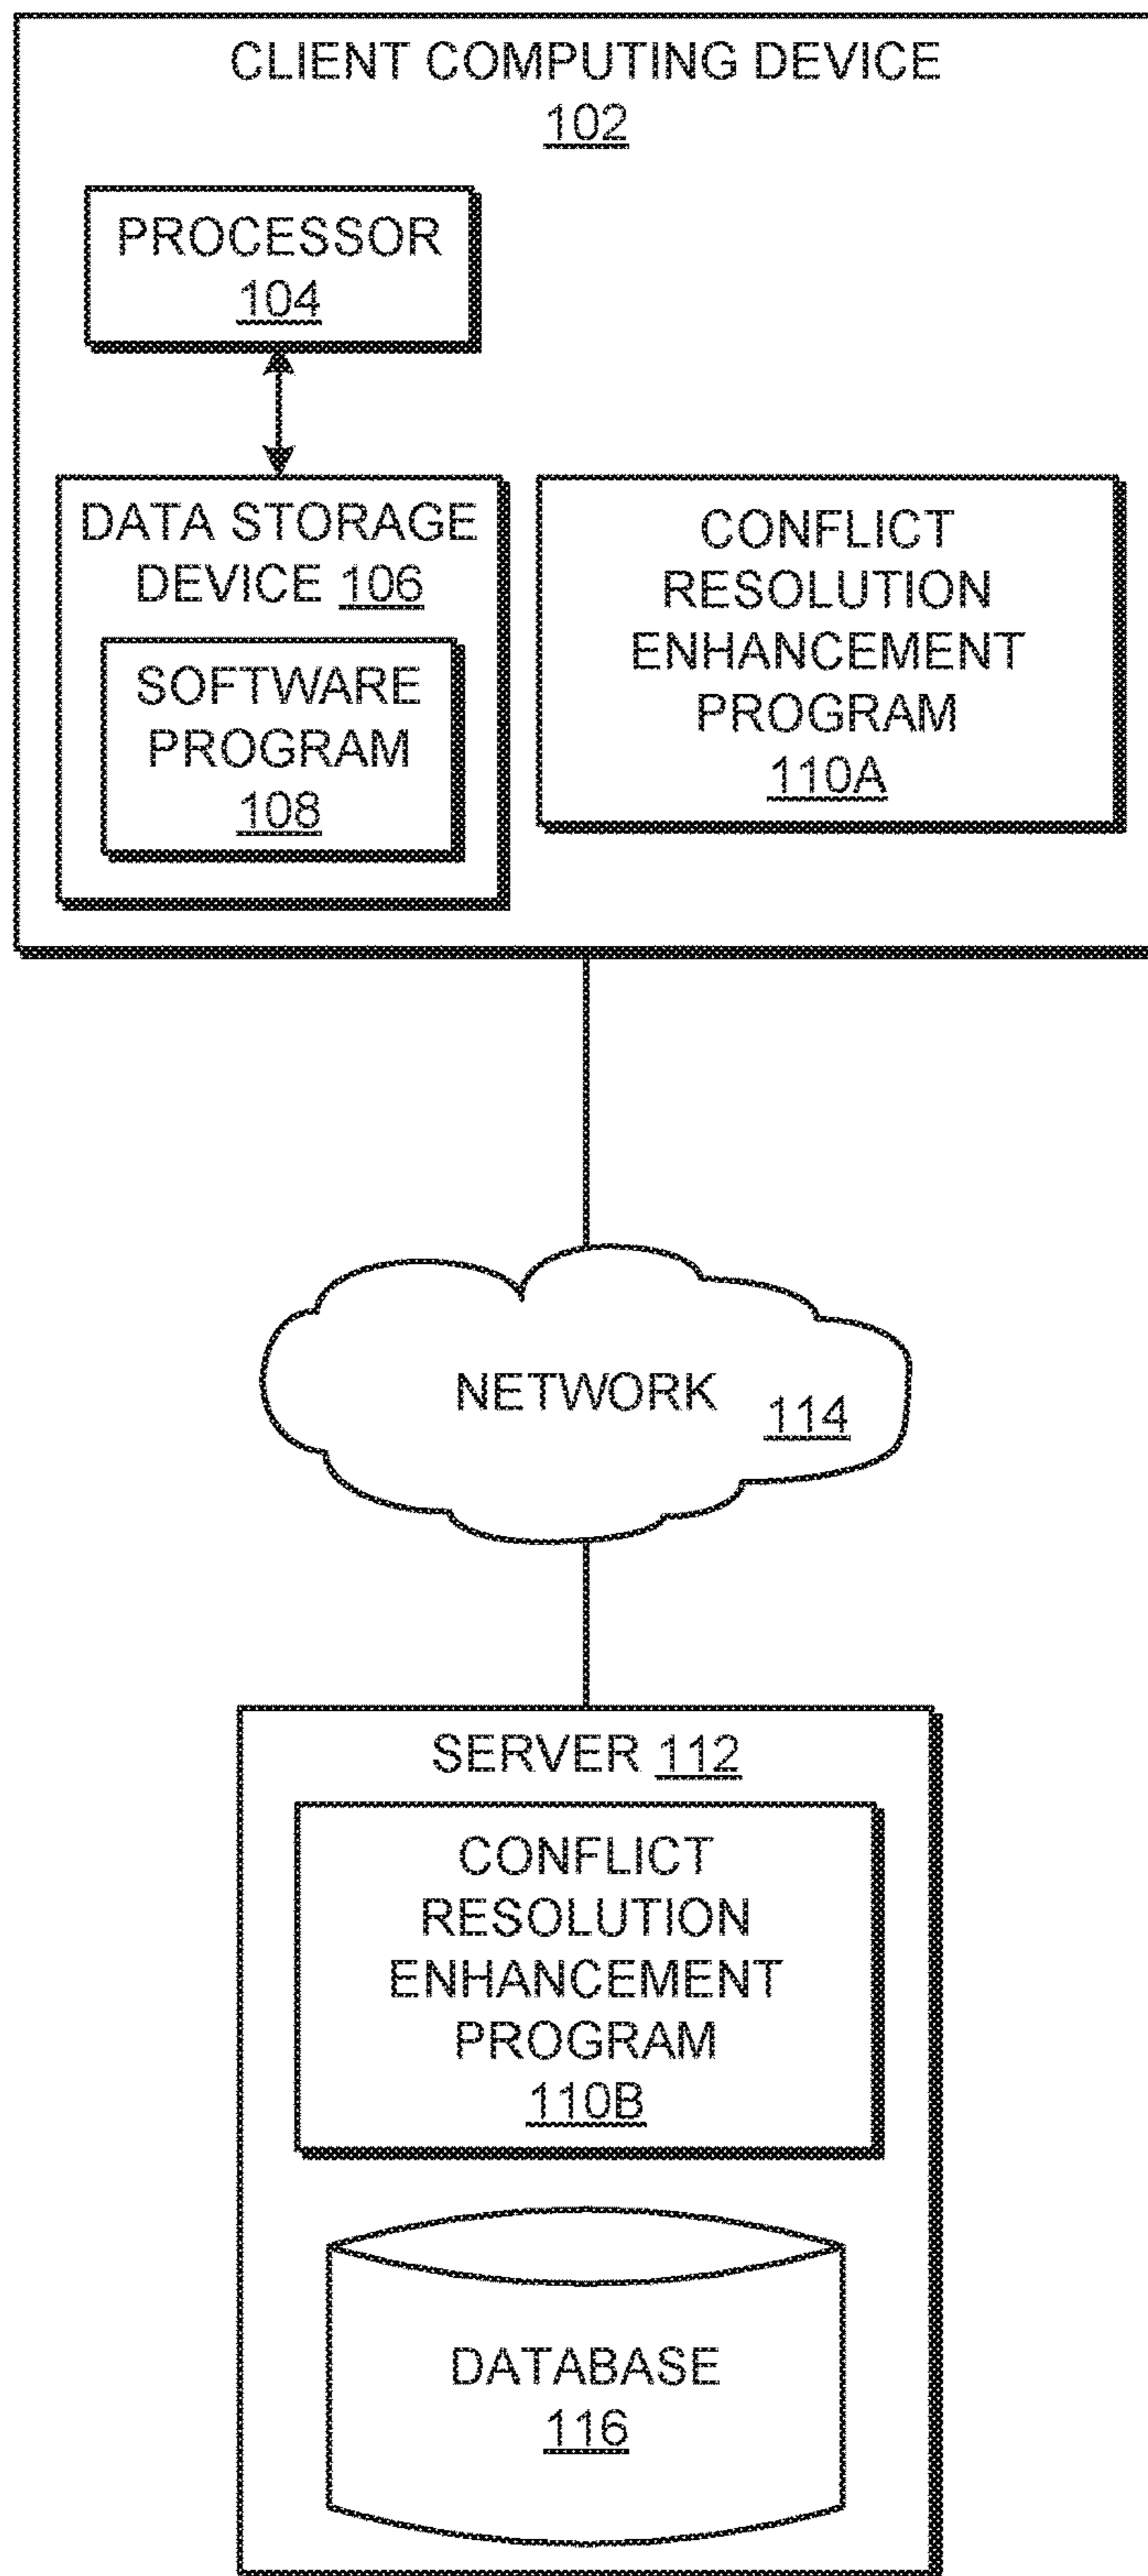 CLIENT COMPUTING DEVICE
102
PROCESSOR
104
DATA STORAGE
DEVICE 106
SOFTWARE
PROGRAM
108
CONFLICT
RESOLUTION
ENHANCEMENT
PROGRAM
110A
NETWORK
114
SERVER 112
CONFLICT
RESOLUTION
ENHANCEMENT
PROGRAM
110B
DATABASE
116